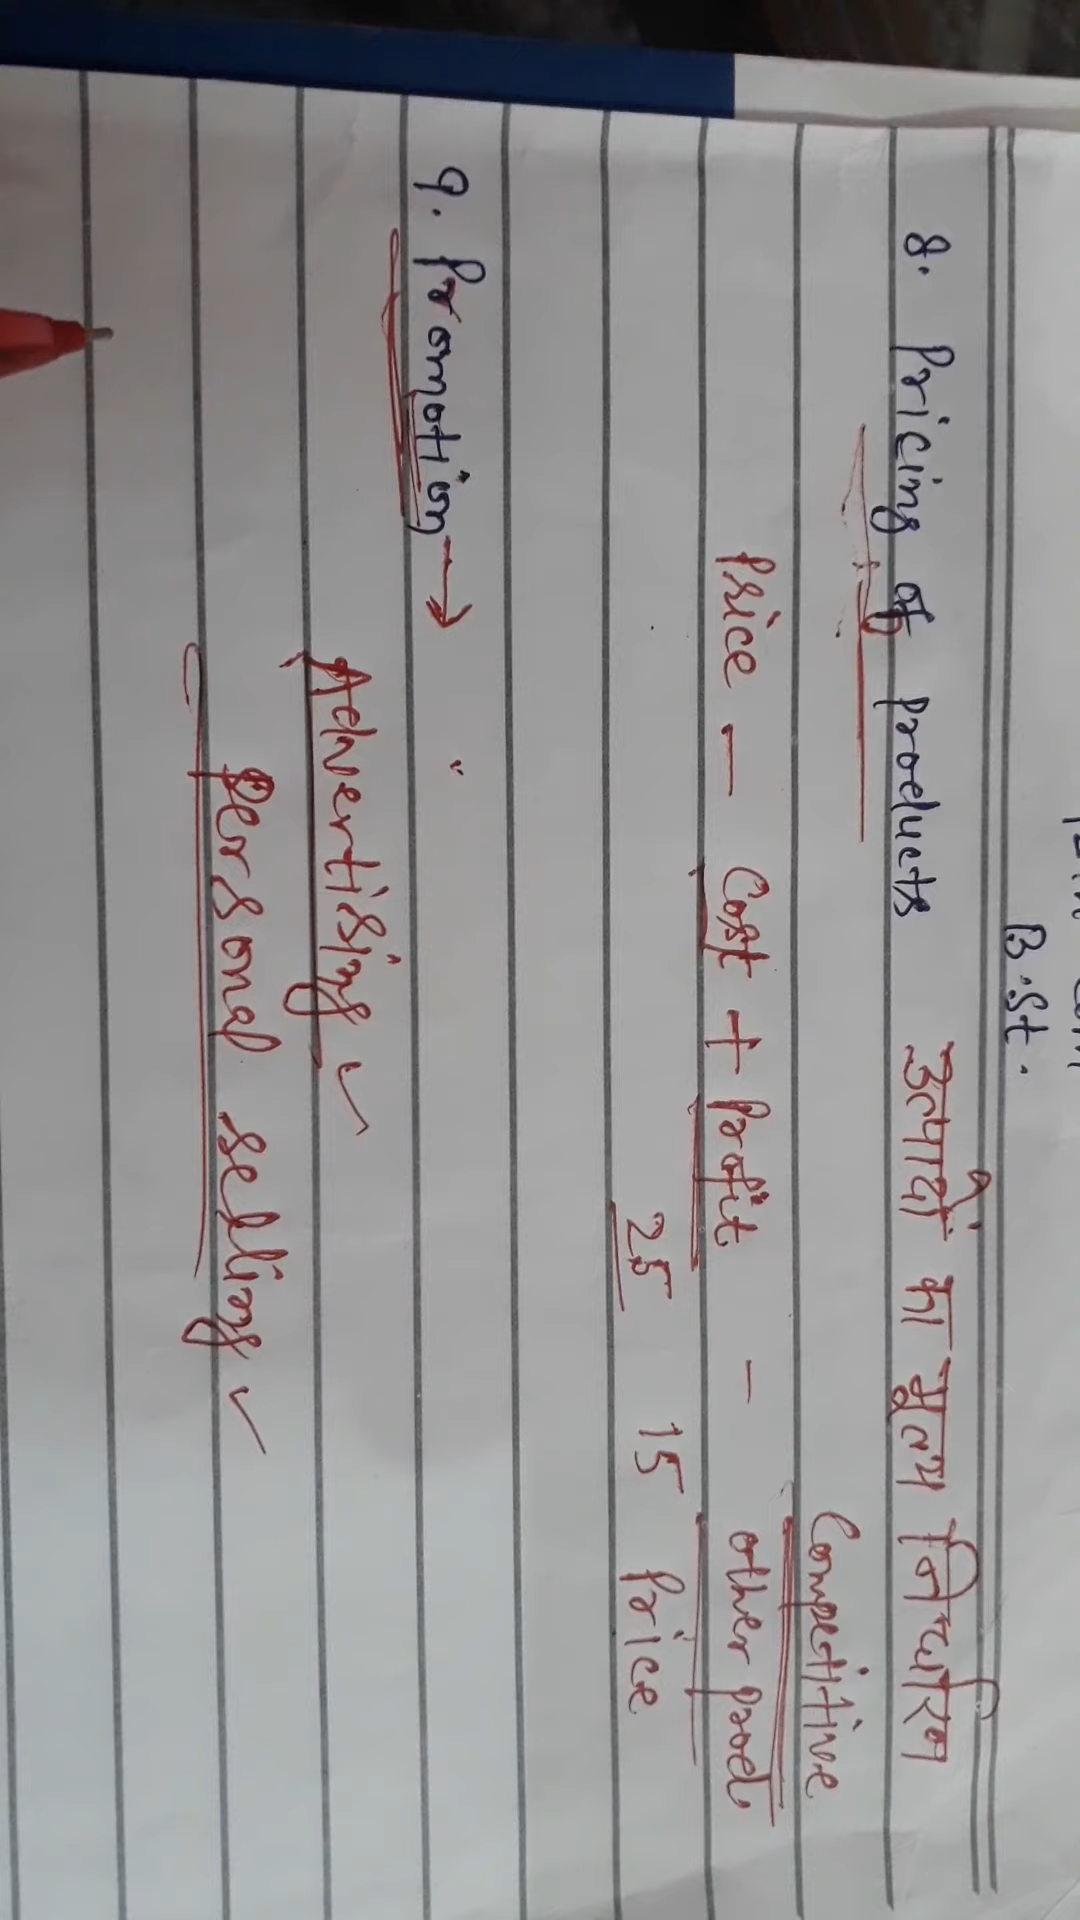 B.St.
8. Pricing of products उत्पादों का मुल्य निर्धारण
Competitive
Price - Cost + Profit - other prod.
25 15 Price
9. Promotion →
Advertising ✓
Personal selling ✓